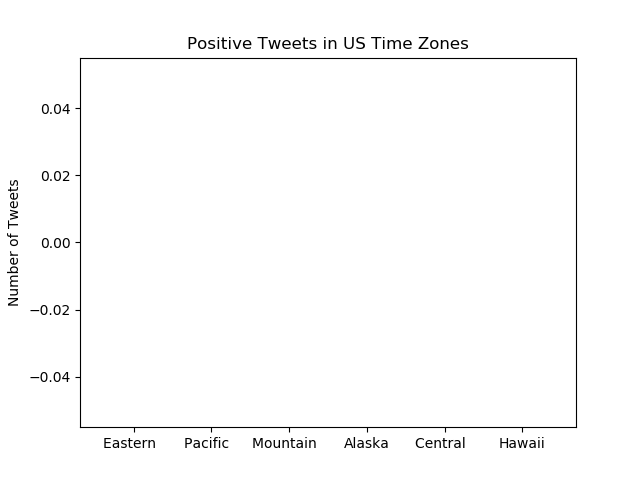 Positive Tweets in US Time Zones
Number of Tweets
0.04
0.02
0.00
−0.02
−0.04
Eastern Pacific Mountain Alaska Central Hawaii